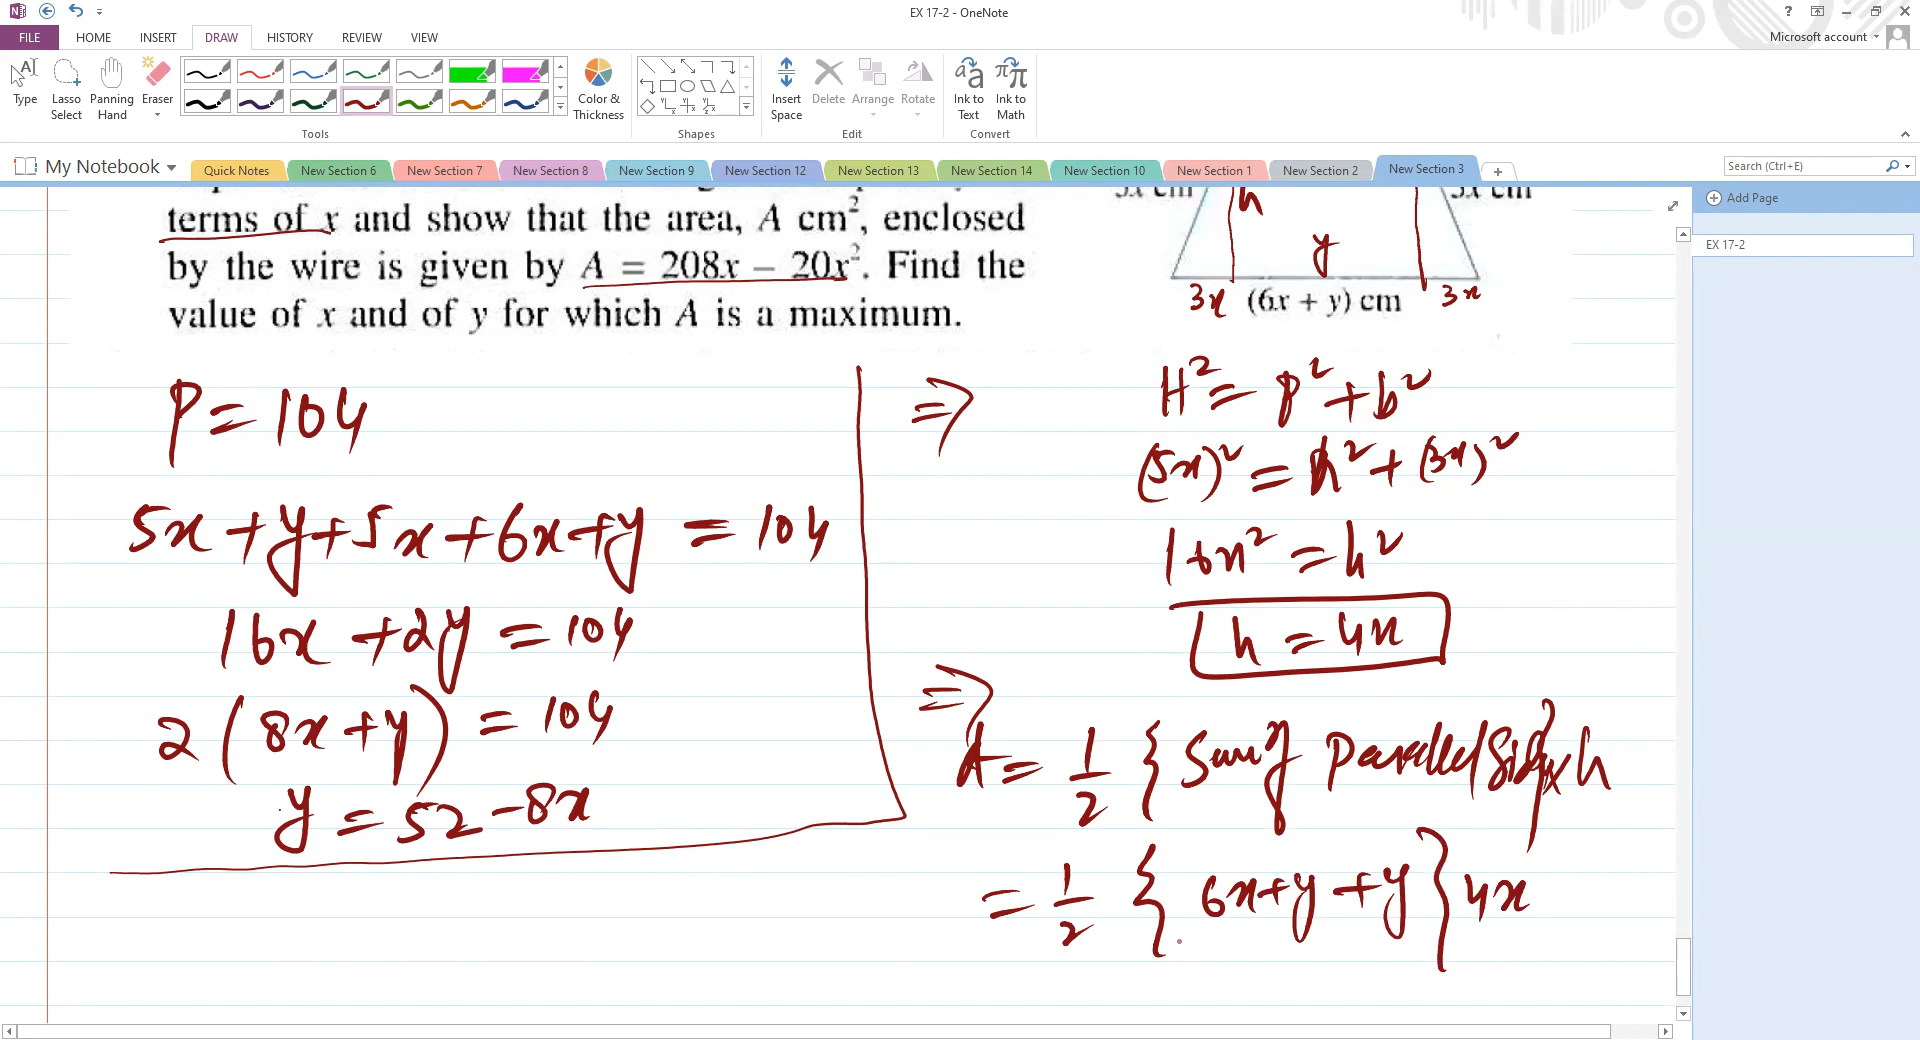 EX 17-2 - OneNote
FILE HOME INSERT DRAW HISTORY REVIEW VIEW
Microsoft account
Type
Lasso Select
Panning Hand
Eraser
Color & Thickness
Insert Space
Delete
Arrange
Rotate
Ink to Text
Ink to Math
Tools Shapes Edit Convert
My Notebook Quick Notes New Section 6 New Section 7 New Section 8 New Section 9 New Section 12 New Section 13 New Section 14 New Section 10 New Section 1 New Section 2 New Section 3
Search (Ctrl+E)
Add Page
EX 17-2
terms of x and show that the area, A cm², enclosed
by the wire is given by A = 208x − 20x². Find the
value of x and of y for which A is a maximum.
5x cm h 5x cm
y
3x (6x + y) cm 3x
P = 104
5x + y + 5x + 6x + y = 104
16x + 2y = 104
2 (8x + y) = 104
y = 52 - 8x
⇒ H² = p² + b²
(5x)² = h² + (3x)²
16x² = h²
h = 4x
⇒
A = 1/2 { Sum of Parallel Side} x h
= 1/2 { 6x + y + y } 4x